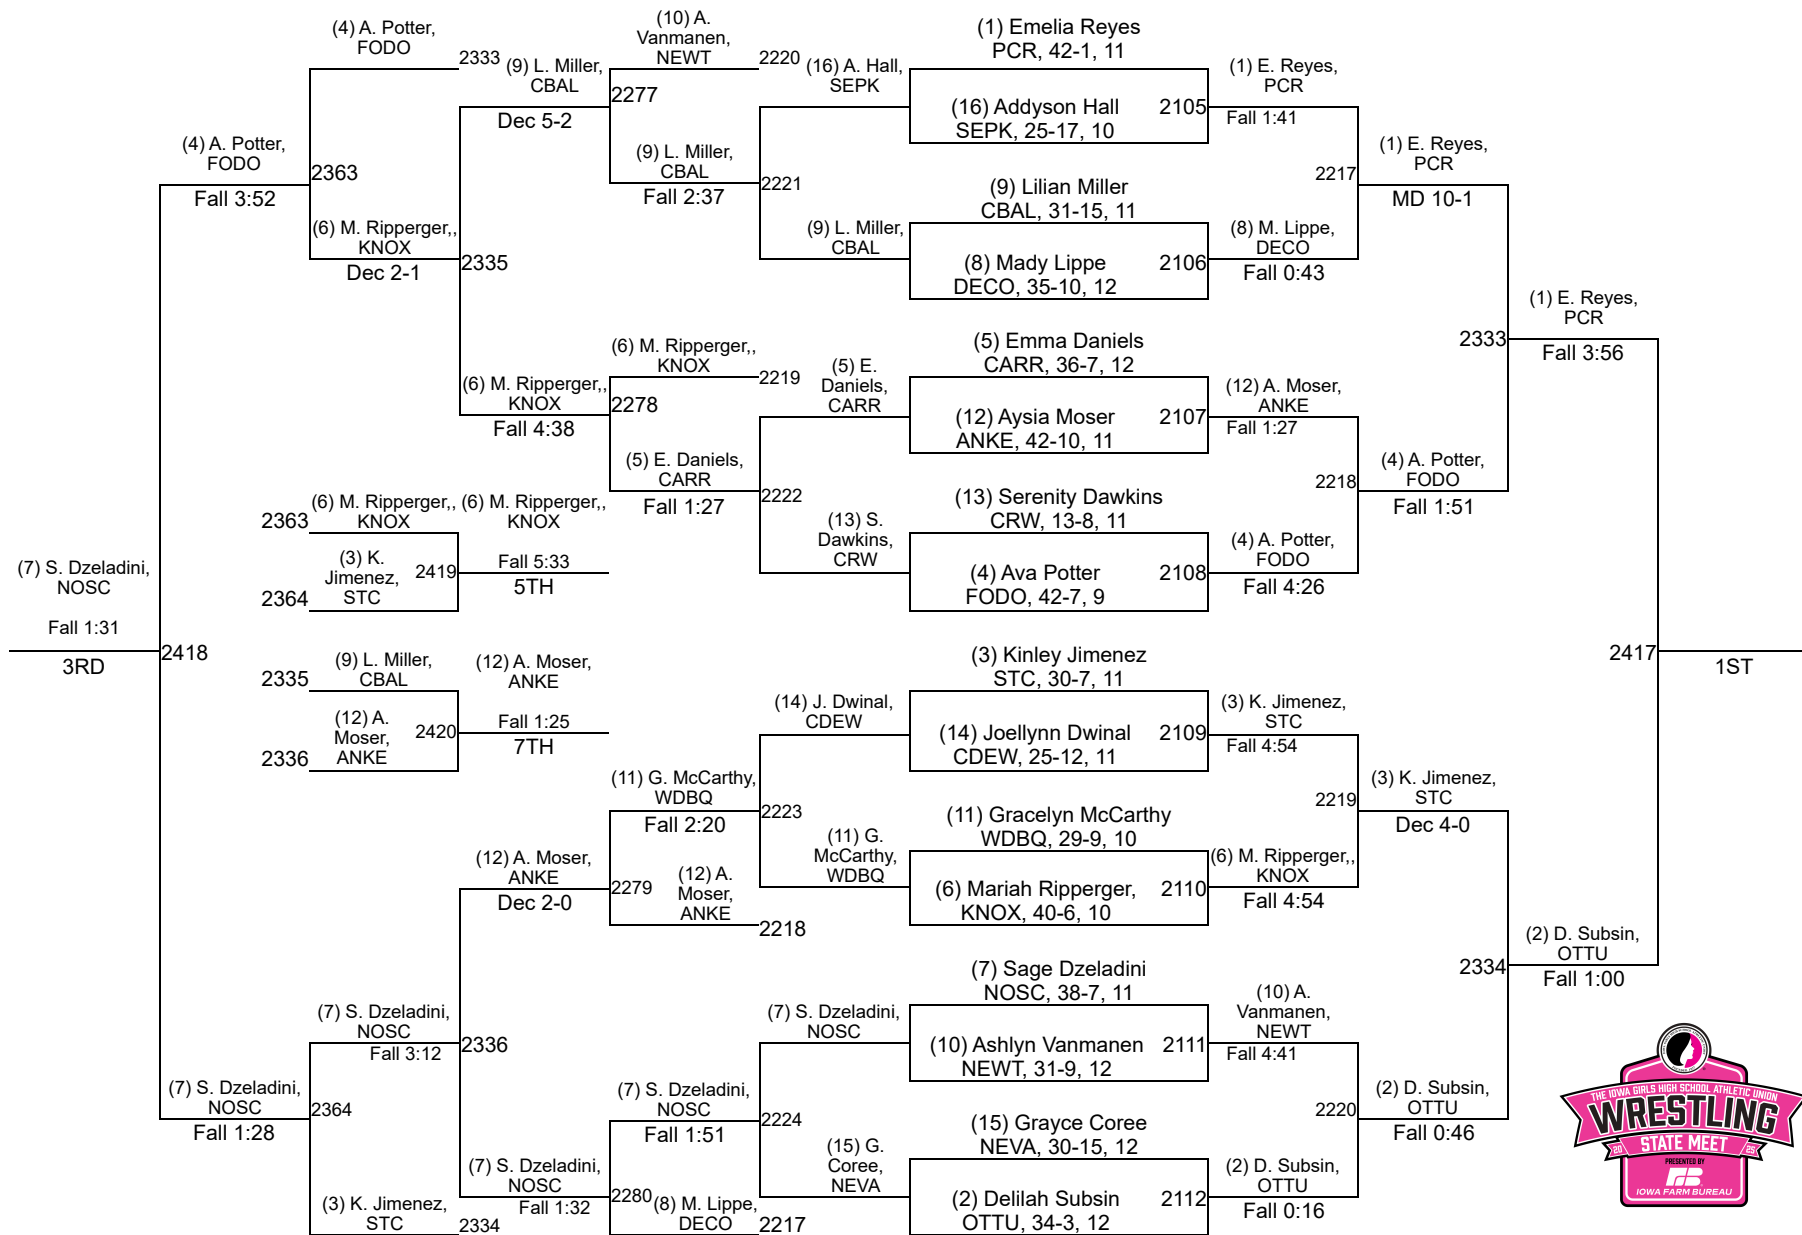 (4) A. Potter,
FODO
2333
(9) L. Miller,
CBAL
Dec 5-2
(10) A.
Vanmanen,
NEWT
2220
2277
(9) L. Miller,
CBAL
Fall 2:37
2221
(16) A. Hall,
SEPK
(9) L. Miller,
CBAL
(1) Emelia Reyes
PCR, 42-1, 11
(16) Addyson Hall
SEPK, 25-17, 10
2105
(1) E. Reyes,
PCR
Fall 1:41
(9) Lilian Miller
CBAL, 31-15, 11
(8) Mady Lippe
DECO, 35-10, 12
2106
(8) M. Lippe,
DECO
Fall 0:43
2217
(1) E. Reyes,
PCR
MD 10-1
(4) A. Potter,
FODO
Fall 3:52
2363
(6) M. Ripperger,,
KNOX
Dec 2-1
2335
(6) M. Ripperger,,
KNOX
Fall 4:38
(6) M. Ripperger,,
KNOX
2219
2278
(5) E. Daniels,
CARR
Fall 1:27
2222
(5) E.
Daniels,
CARR
(13) S.
Dawkins,
CRW
(5) Emma Daniels
CARR, 36-7, 12
(12) Aysia Moser
ANKE, 42-10, 11
2107
(12) A. Moser,
ANKE
Fall 1:27
(13) Serenity Dawkins
CRW, 13-8, 11
(4) Ava Potter
FODO, 42-7, 9
2108
(4) A. Potter,
FODO
Fall 4:26
2218
(4) A. Potter,
FODO
Fall 1:51
2333
(1) E. Reyes,
PCR
Fall 3:56
2363
(6) M. Ripperger,,
KNOX
(3) K.
Jimenez,
STC
2364
2419
(6) M. Ripperger,,
KNOX
Fall 5:33
5TH
(7) S. Dzeladini,
NOSC
Fall 1:31
3RD
2418
2335
(9) L. Miller,
CBAL
(12) A.
Moser,
ANKE
2336
2420
(12) A. Moser,
ANKE
Fall 1:25
7TH
2417
1ST
(11) G. McCarthy,
WDBQ
Fall 2:20
2223
(14) J. Dwinal,
CDEW
(11) G.
McCarthy,
WDBQ
(3) Kinley Jimenez
STC, 30-7, 11
(14) Joellynn Dwinal
CDEW, 25-12, 11
2109
(3) K. Jimenez,
STC
Fall 4:54
(11) Gracelyn McCarthy
WDBQ, 29-9, 10
(6) Mariah Ripperger,
KNOX, 40-6, 10
2110
(6) M. Ripperger,,
KNOX
Fall 4:54
2219
(3) K. Jimenez,
STC
Dec 4-0
(12) A. Moser,
ANKE
Dec 2-0
2279
(12) A.
Moser,
ANKE
2218
2334
(2) D. Subsin,
OTTU
Fall 1:00
(7) S. Dzeladini,
NOSC
Fall 1:28
2364
(7) S. Dzeladini,
NOSC
Fall 3:12
2336
(3) K. Jimenez,
STC
2334
(7) S. Dzeladini,
NOSC
Fall 1:32
2280
(7) S. Dzeladini,
NOSC
Fall 1:51
(8) M. Lippe,
DECO
2217
2224
(7) S. Dzeladini,
NOSC
(15) G.
Coree,
NEVA
(7) Sage Dzeladini
NOSC, 38-7, 11
(10) Ashlyn Vanmanen
NEWT, 31-9, 12
2111
(10) A.
Vanmanen,
NEWT
Fall 4:41
(15) Grayce Coree
NEVA, 30-15, 12
(2) Delilah Subsin
OTTU, 34-3, 12
2112
(2) D. Subsin,
OTTU
Fall 0:16
2220
(2) D. Subsin,
OTTU
Fall 0:46
THE IOWA GIRLS HIGH SCHOOL ATHLETIC UNION
WRESTLING
20 STATE MEET 25
PRESENTED BY
FB
IOWA FARM BUREAU